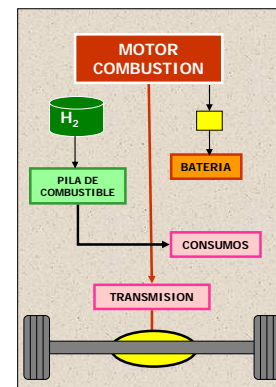 MOTOR
COMBUSTION
H2
BATERIA
PILA DE
COMBUSTIBLE
CONSUMOS
TRANSMISION